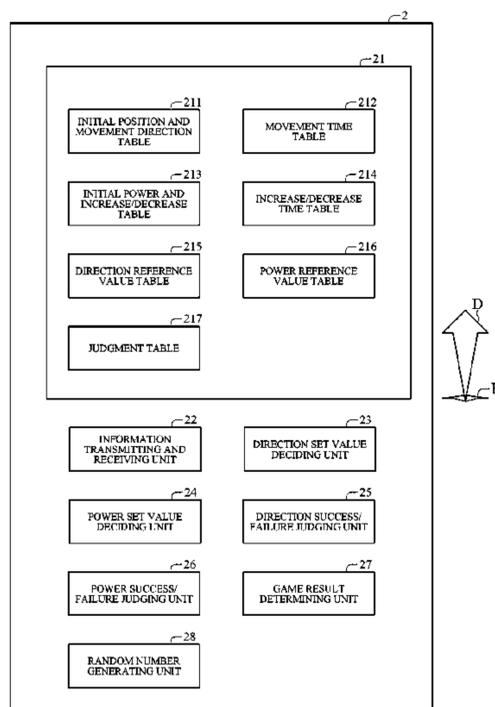 2
21
211
212
INITIAL POSITION AND
MOVEMENT DIRECTION
TABLE
MOVEMENT TIME
TABLE
213
214
INITIAL POWER AND
INCREASE/DECREASE
TABLE
INCREASE/DECREASE
TIME TABLE
215
216
DIRECTION REFERENCE
VALUE TABLE
POWER REFERENCE
VALUE TABLE
217
JUDGMENT TABLE
D
22
23
INFORMATION
TRANSMITTING AND
RECEIVING UNIT
DIRECTION SET VALUE
DECIDING UNIT
24
25
POWER SET VALUE
DECIDING UNIT
DIRECTION SUCCESS/
FAILURE JUDGING UNIT
26
27
POWER SUCCESS/
FAILURE JUDGING UNIT
GAME RESULT
DETERMINING UNIT
28
RANDOM NUMBER
GENERATING UNIT